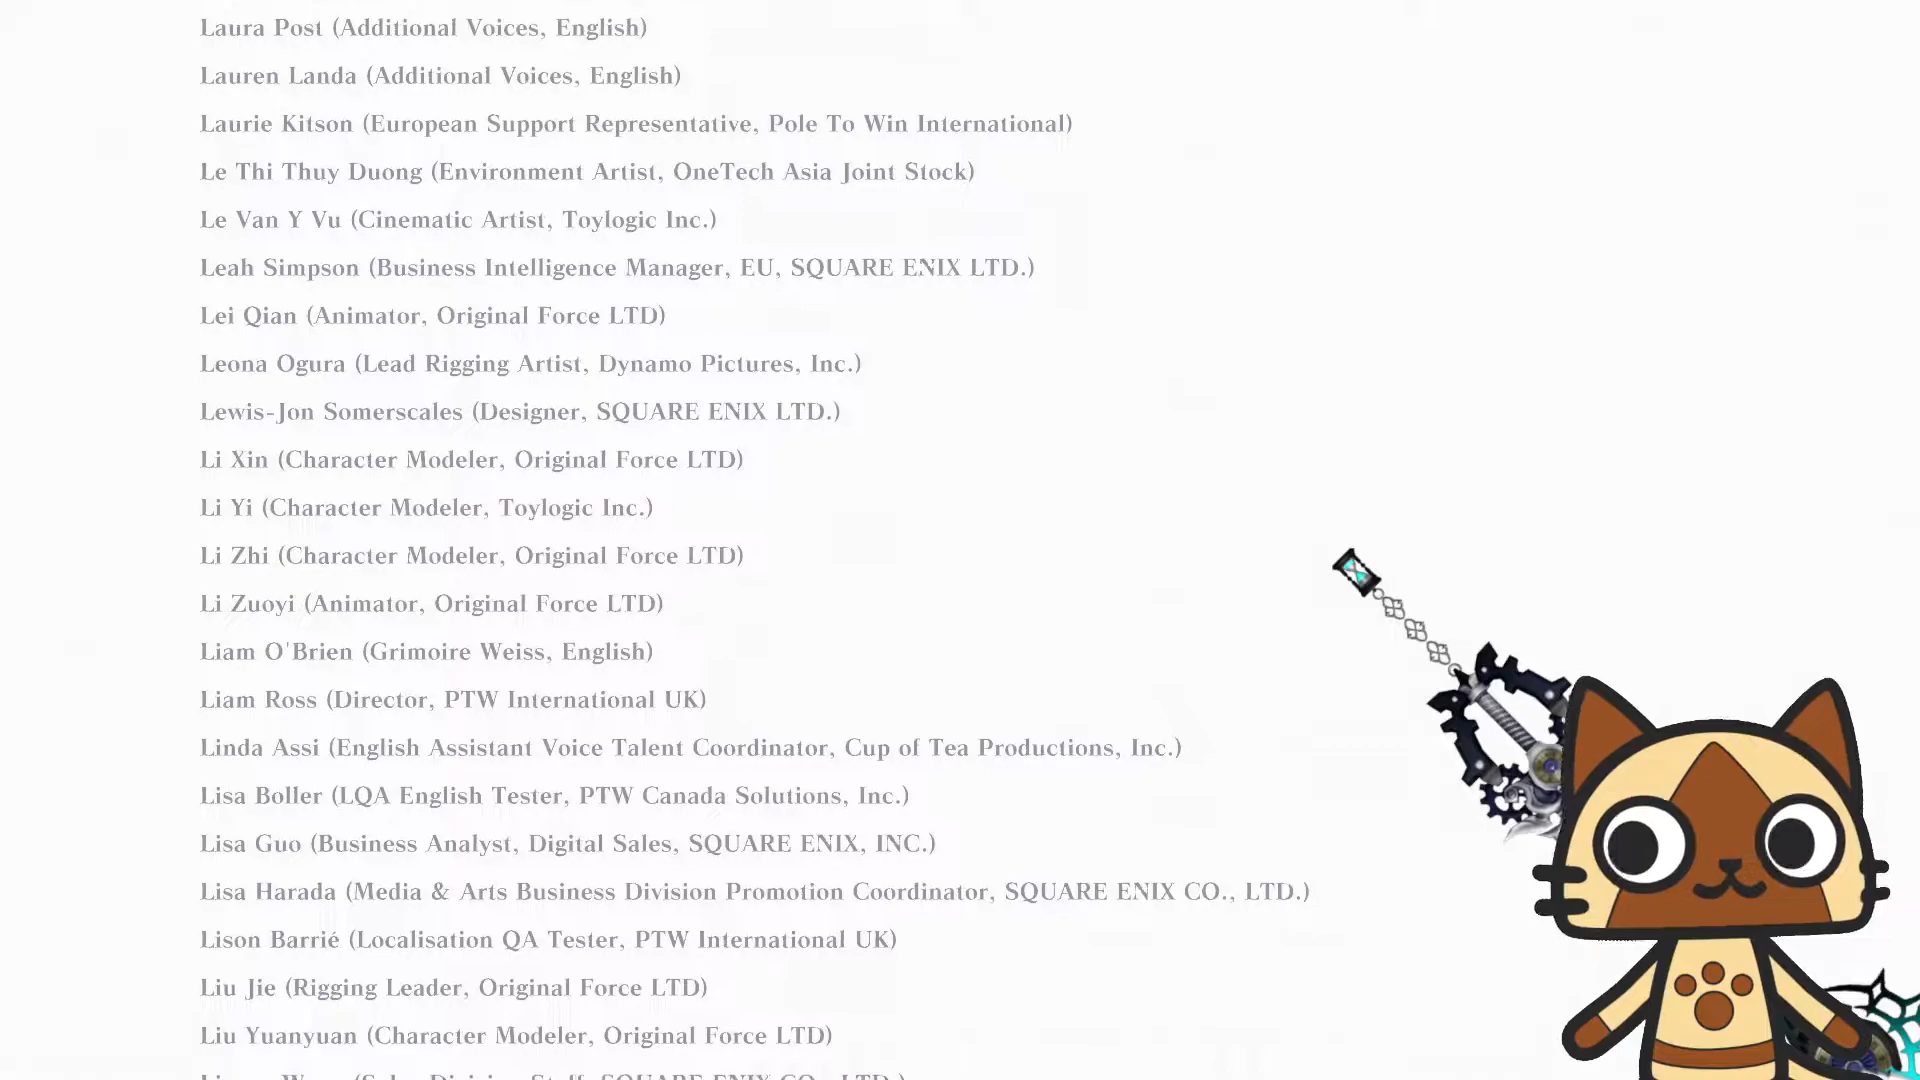 Laura Post (Additional Voices, English)
Lauren Landa (Additional Voices, English)
Laurie Kitson (European Support Representative, Pole To Win International)
Le Thi Thuy Duong (Environment Artist, OneTech Asia Joint Stock)
Le Van Y Vu (Cinematic Artist, Toylogic Inc.)
Leah Simpson (Business Intelligence Manager, EU, SQUARE ENIX LTD.)
Lei Qian (Animator, Original Force LTD)
Leona Ogura (Lead Rigging Artist, Dynamo Pictures, Inc.)
Lewis-Jon Somerscales (Designer, SQUARE ENIX LTD.)
Li Xin (Character Modeler, Original Force LTD)
Li Yi (Character Modeler, Toylogic Inc.)
Li Zhi (Character Modeler, Original Force LTD)
Li Zuoyi (Animator, Original Force LTD)
Liam O'Brien (Grimoire Weiss, English)
Liam Ross (Director, PTW International UK)
Linda Assi (English Assistant Voice Talent Coordinator, Cup of Tea Productions, Inc.)
Lisa Boller (LQA English Tester, PTW Canada Solutions, Inc.)
Lisa Guo (Business Analyst, Digital Sales, SQUARE ENIX, INC.)
Lisa Harada (Media & Arts Business Division Promotion Coordinator, SQUARE ENIX CO., LTD.)
Lison Barrié (Localisation QA Tester, PTW International UK)
Liu Jie (Rigging Leader, Original Force LTD)
Liu Yuanyuan (Character Modeler, Original Force LTD)